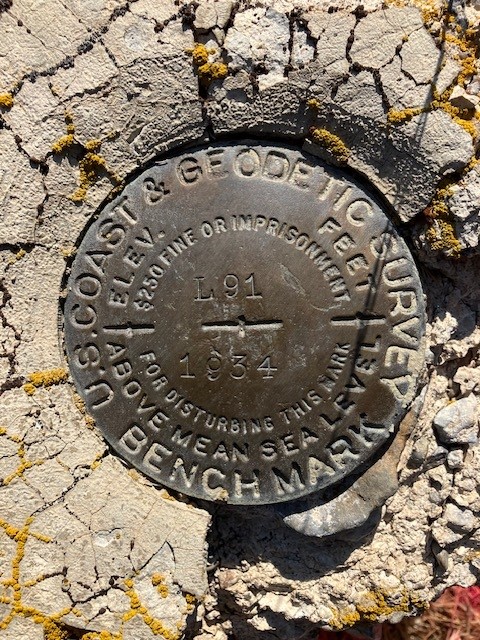 U.S. COAST & GEODETIC SURVEY
ELEV. FEET
$250 FINE OR IMPRISONMENT
L 91
1934
FOR DISTURBING THIS MARK
ABOVE MEAN SEA LEVEL
BENCH MARK